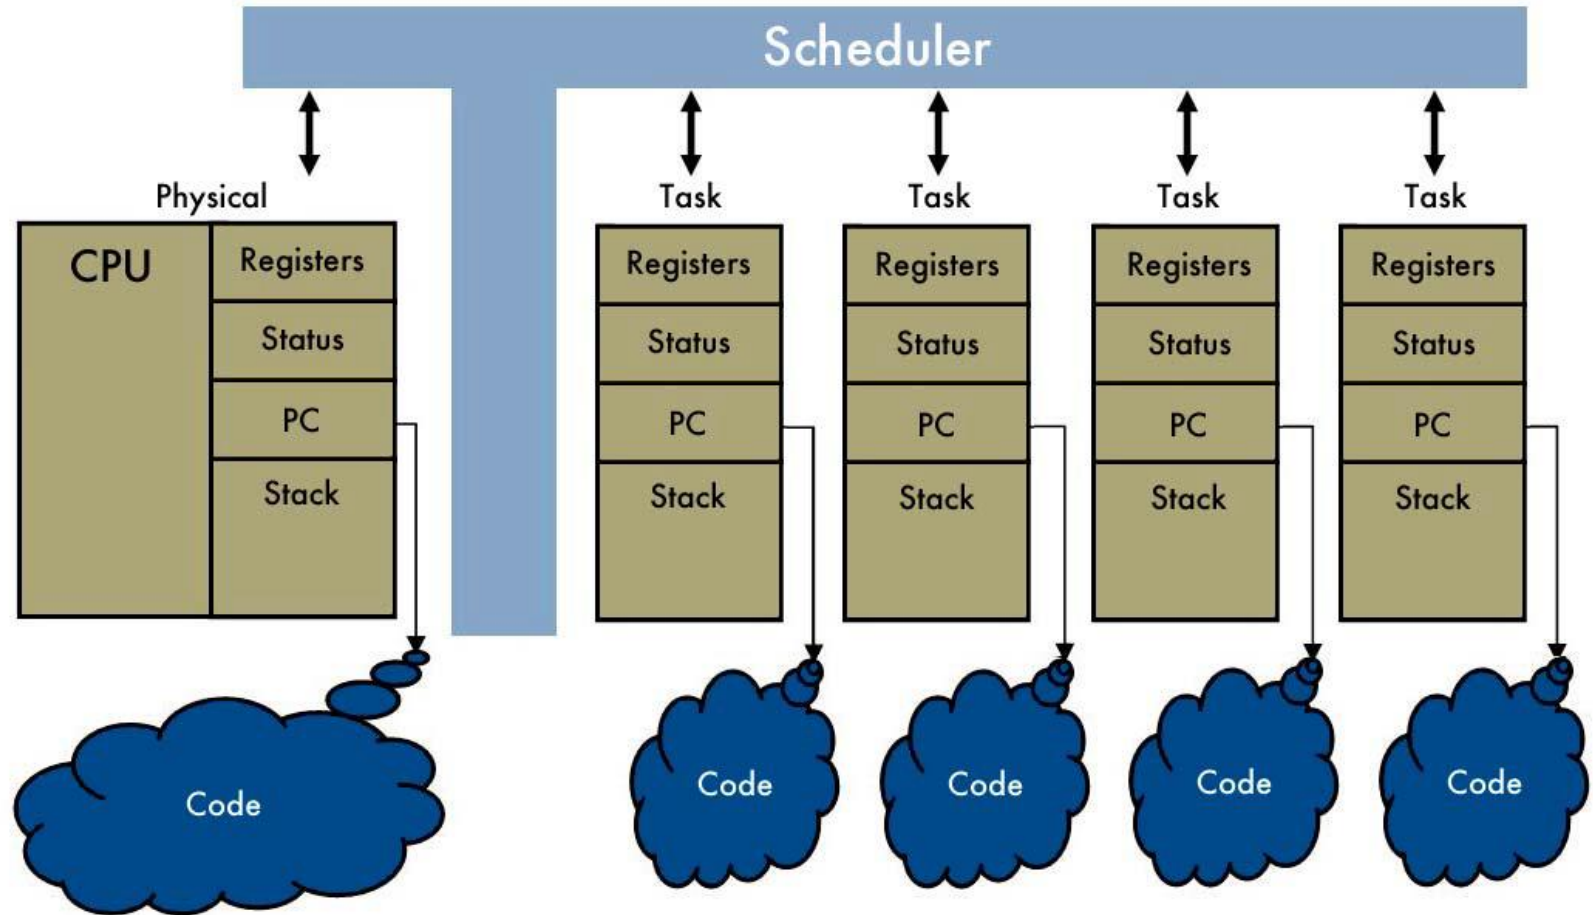 Scheduler
Physical
CPU
Registers
Status
PC
Stack
Code
Task
Registers
Status
PC
Stack
Code
Task
Registers
Status
PC
Stack
Code
Task
Registers
Status
PC
Stack
Code
Task
Registers
Status
PC
Stack
Code